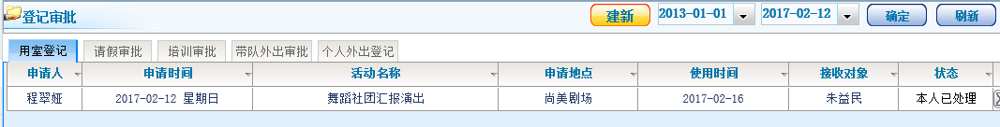 登记审批 建新 2013-01-01 2017-02-12 确定 刷新
用室登记 请假审批 培训审批 带队外出审批 个人外出登记
申请人 申请时间 活动名称 申请地点 使用时间 接收对象 状态
程翠娅 2017-02-12 星期日 舞蹈社团汇报演出 尚美剧场 2017-02-16 朱益民 本人已处理